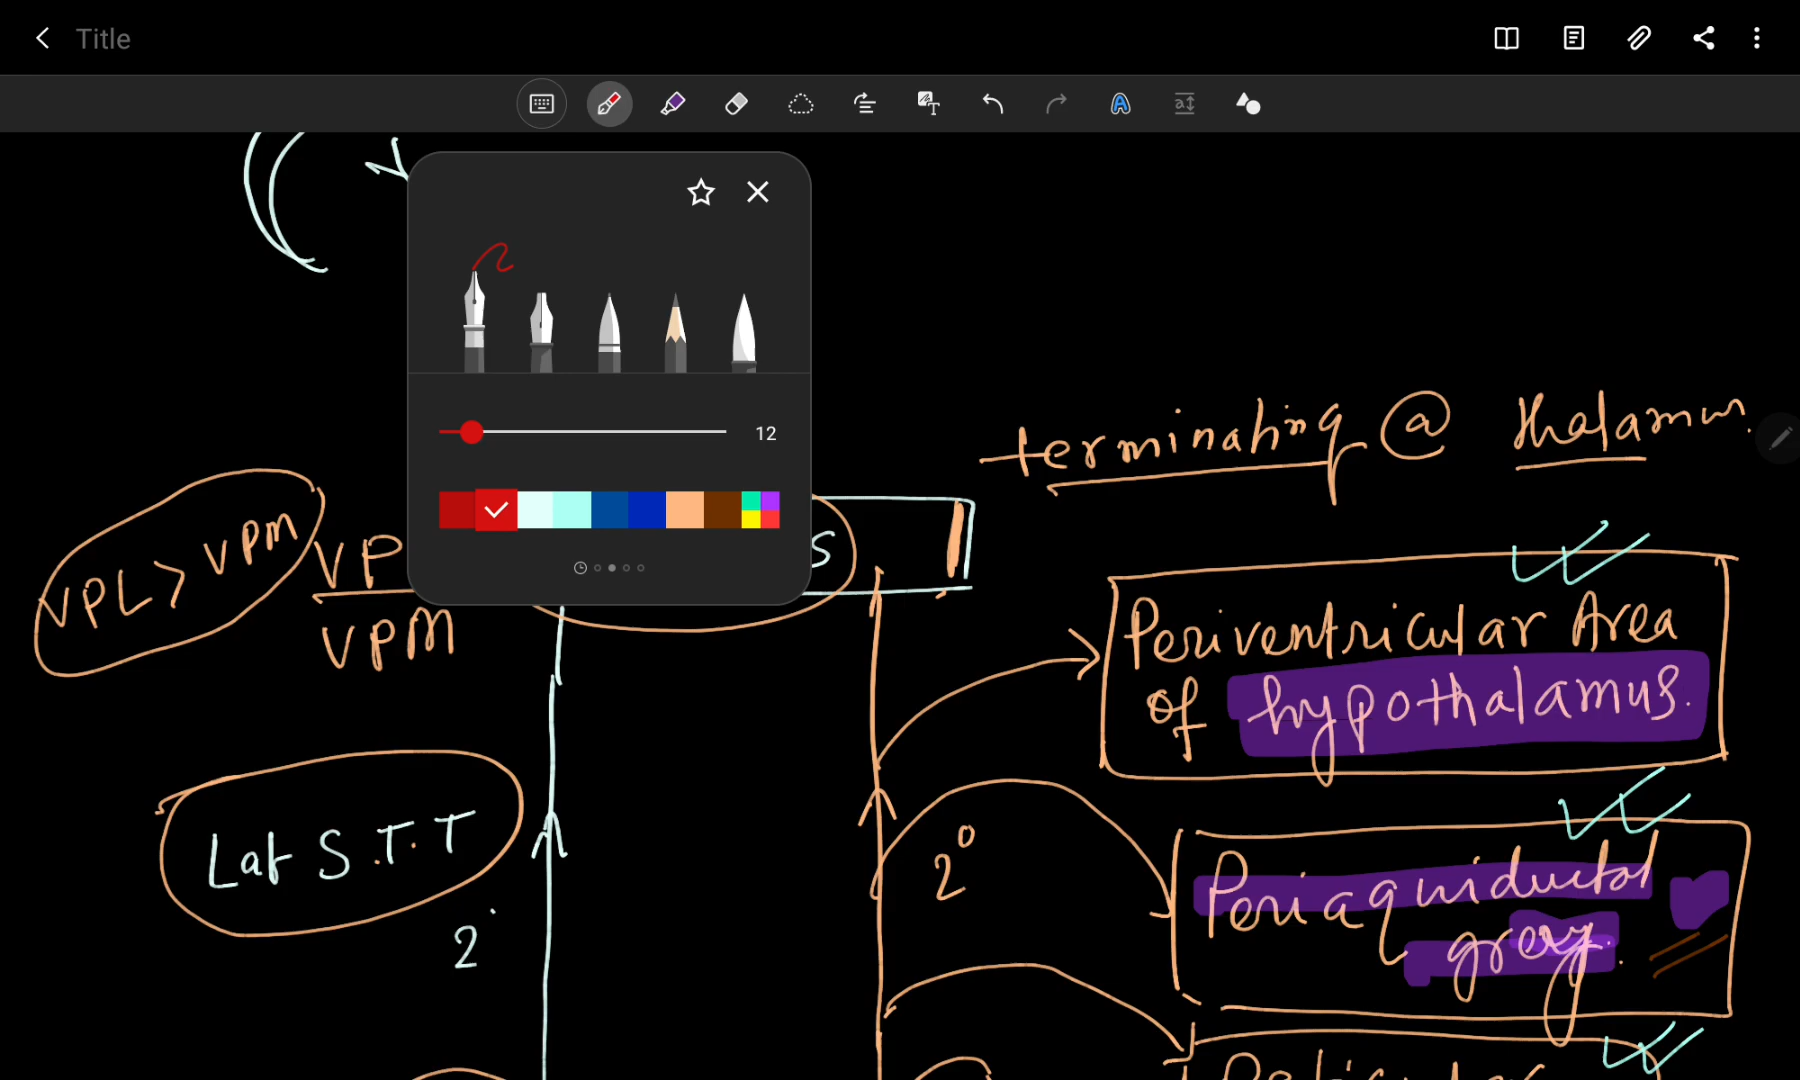 Title
12
terminating @ thalamus.
VPL > VPM
VP
S
VPM
Periventricular Area
of hypothalamus.
Lat S.T.T
2°
2°
Periaquiductal
grey.